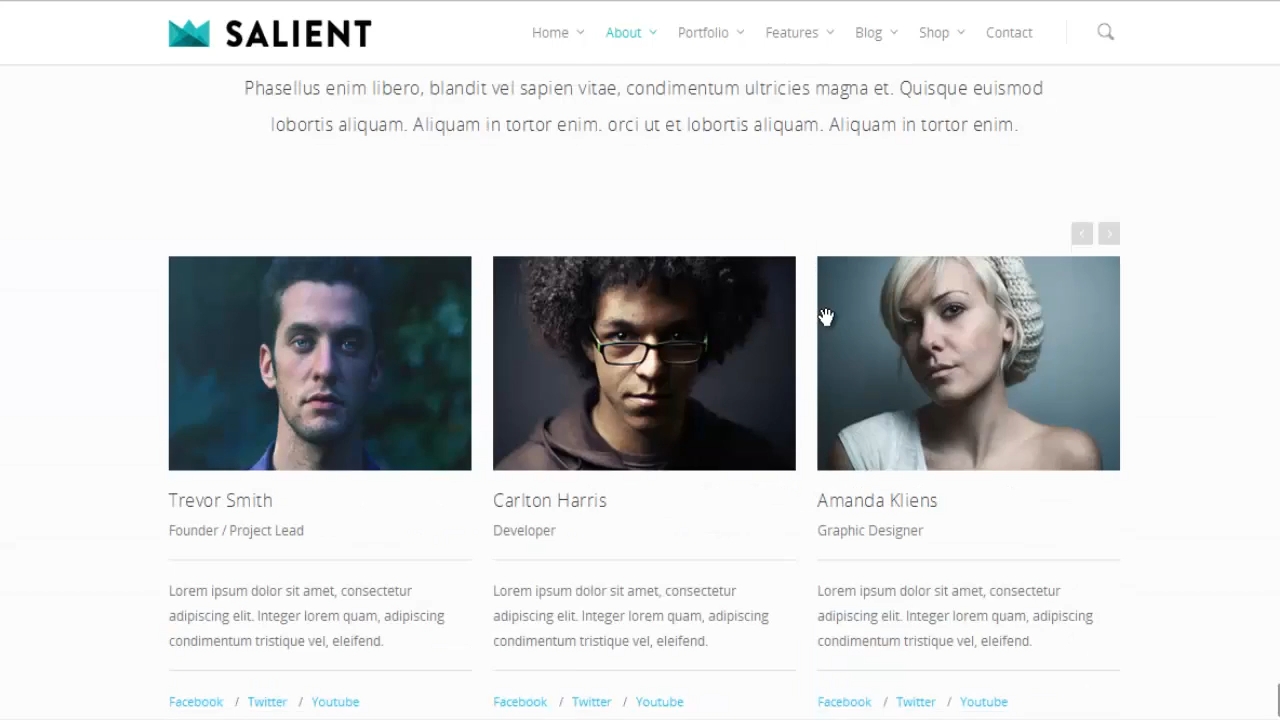 SALIENT
Home About Portfolio Features Blog Shop Contact
Phasellus enim libero, blandit vel sapien vitae, condimentum ultricies magna et. Quisque euismod
lobortis aliquam. Aliquam in tortor enim. orci ut et lobortis aliquam. Aliquam in tortor enim.
Trevor Smith
Founder / Project Lead
Lorem ipsum dolor sit amet, consectetur
adipiscing elit. Integer lorem quam, adipiscing
condimentum tristique vel, eleifend.
Facebook / Twitter / Youtube
Carlton Harris
Developer
Lorem ipsum dolor sit amet, consectetur
adipiscing elit. Integer lorem quam, adipiscing
condimentum tristique vel, eleifend.
Facebook / Twitter / Youtube
Amanda Kliens
Graphic Designer
Lorem ipsum dolor sit amet, consectetur
adipiscing elit. Integer lorem quam, adipiscing
condimentum tristique vel, eleifend.
Facebook / Twitter / Youtube